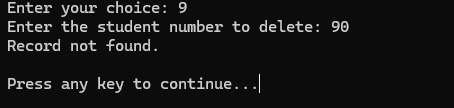 Enter your choice: 9
Enter the student number to delete: 90
Record not found.
Press any key to continue...